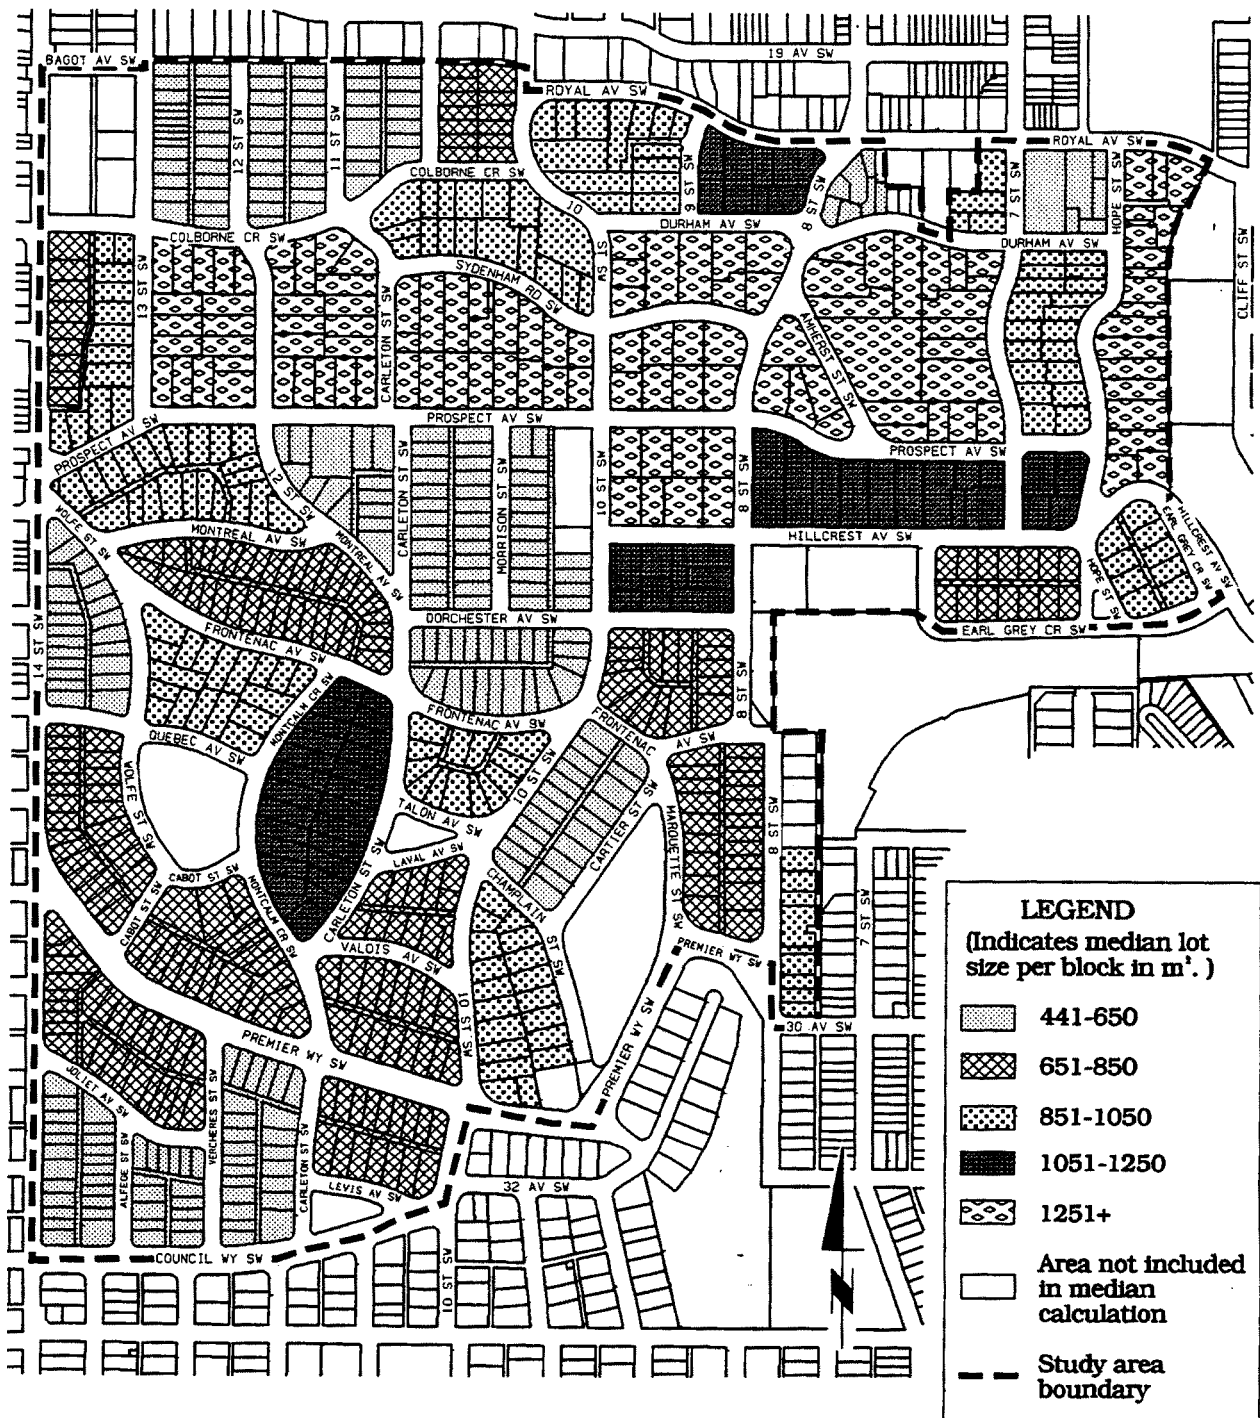 19 AV SW
BAGOT AV SW
ROYAL AV SW
ROYAL AV SW
12 ST SW
11 ST SW
COLBORNE CR SW
9 ST SW
8 ST SW
7 ST SW
HOPE ST SW
10
ST SW
DURHAM AV SW
DURHAM AV SW
COLBORNE CR SW
13 ST SW
SYDENHAM RD SW
CLIFF ST SW
CARLETON ST SW
AMHERST ST SW
PROSPECT AV SW
PROSPECT AV SW
PROSPECT AV SW
12 ST SW
CARLETON ST SW
MORRISON ST SW
10 ST SW
8 ST SW
WOLFE ST SW
MONTREAL AV SW
MONTREAL AV SW
HILLCREST AV SW
HILLCREST AV SW
EARL GREY CR SW
HOPE ST SW
DORCHESTER AV SW
EARL GREY CR SW
14 ST SW
FRONTENAC AV SW
MONTCALM CR SW
8 ST SW
FRONTENAC AV SW
FRONTENAC
AV SW
QUEBEC AV SW
WOLFE ST SW
10 ST SW
TALON AV SW
CARTIER ST SW
MARQUETTE ST SW
8 ST SW
LAVAL AV SW
CABOT ST SW
CABOT ST SW
MONTCALM CR SW
CARLETON ST SW
CHAMPLAIN
ST SW
7 ST SW
VALOIS AV SW
PREMIER WY SW
10 ST SW
30 AV SW
PREMIER WY SW
PREMIER WY SW
JOLIET AV SW
VERCHERES ST SW
ALFEGE ST SW
CARLETON ST SW
LEVIS AV SW
32 AV SW
COUNCIL WY SW
10 ST SW
LEGEND
(Indicates median lot
size per block in m². )
441-650
651-850
851-1050
1051-1250
1251+
Area not included
in median
calculation
Study area
boundary